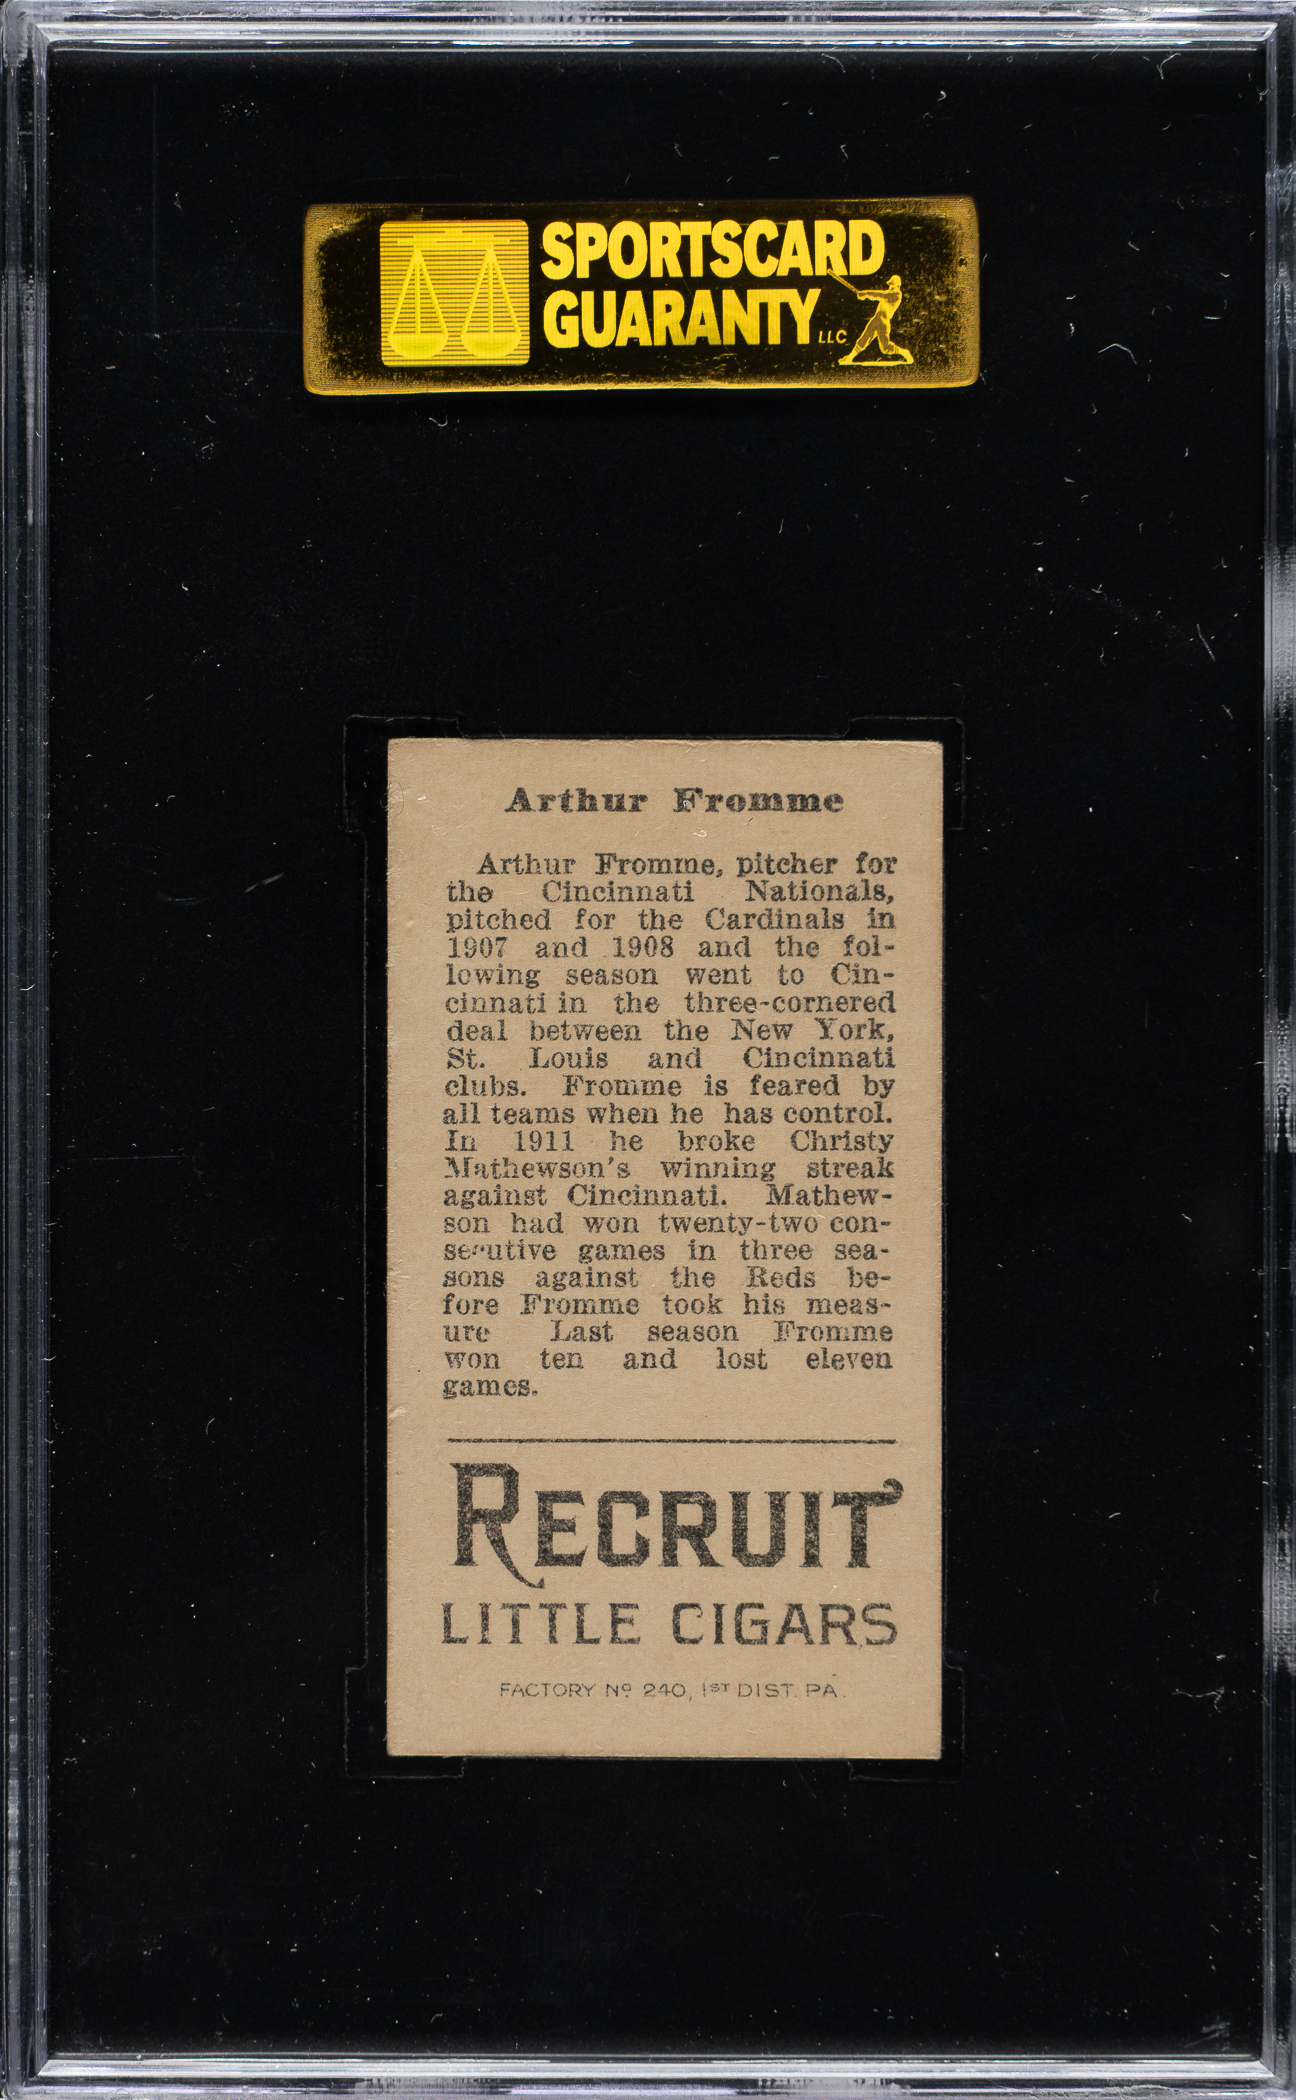 SPORTSCARD
GUARANTY LLC
Arthur Fromme
Arthur Fromme, pitcher for
the Cincinnati Nationals,
pitched for the Cardinals in
1907 and 1908 and the fol-
lowing season went to Cin-
cinnati in the three-cornered
deal between the New York,
St. Louis and Cincinnati
clubs. Fromme is feared by
all teams when he has control.
In 1911 he broke Christy
Mathewson's winning streak
against Cincinnati. Mathew-
son had won twenty-two con-
secutive games in three sea-
sons against the Reds be-
fore Fromme took his meas-
ure Last season Fromme
won ten and lost eleven
games.
RECRUIT
LITTLE CIGARS
FACTORY No 240, 1ST DIST. PA.